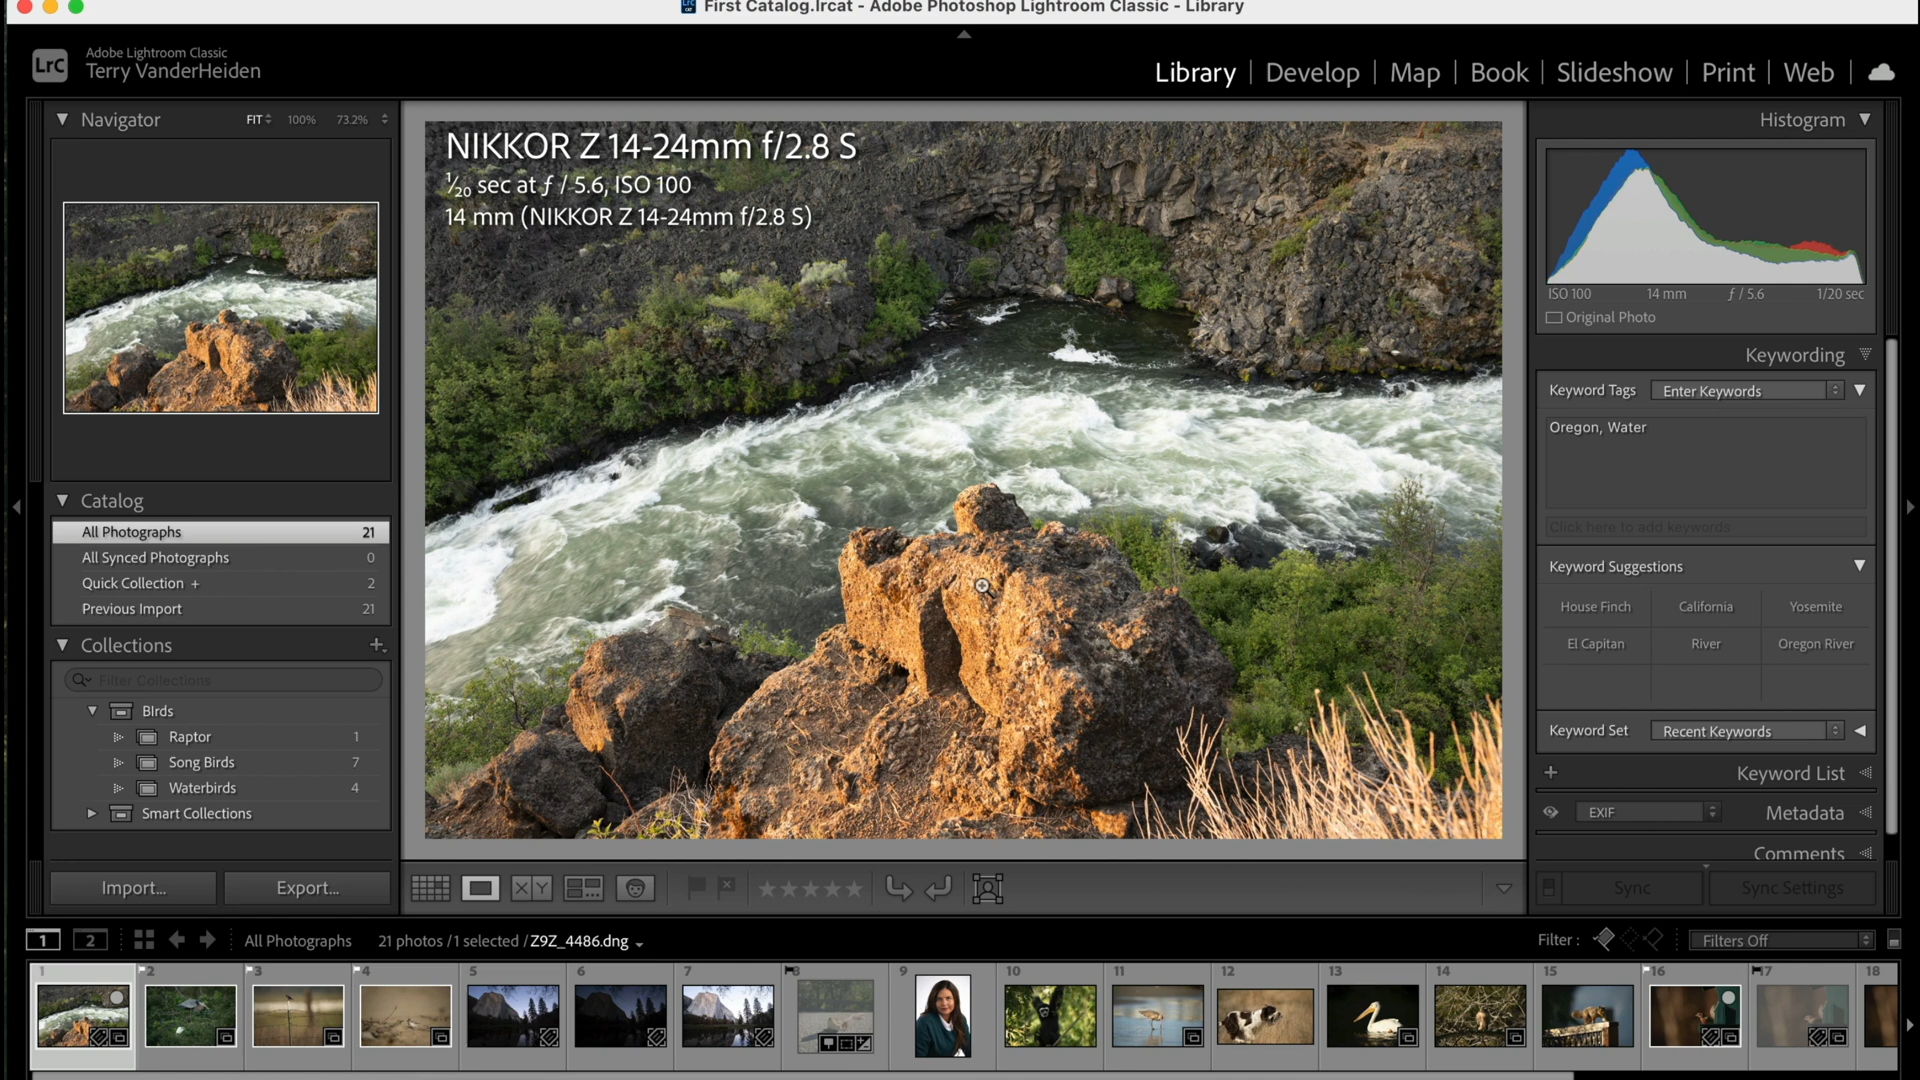 First Catalog.lrcat - Adobe Photoshop Lightroom Classic - Library
LrC
Adobe Lightroom Classic
Terry VanderHeiden
Library | Develop | Map | Book | Slideshow | Print | Web |
Navigator FIT 100% 73.2%
Catalog
All Photographs 21
All Synced Photographs 0
Quick Collection + 2
Previous Import 21
Collections +
Filter Collections
BIrds
Raptor 1
Song Birds 7
Waterbirds 4
Smart Collections
Import... Export...
NIKKOR Z 14-24mm f/2.8 S
1/20 sec at ƒ / 5.6, ISO 100
14 mm (NIKKOR Z 14-24mm f/2.8 S)
XY
Histogram
ISO 100 14 mm ƒ / 5.6 1/20 sec
Original Photo
Keywording
Keyword Tags Enter Keywords
Oregon, Water
Click here to add keywords
Keyword Suggestions
House Finch California Yosemite
El Capitan River Oregon River
Keyword Set Recent Keywords
+ Keyword List
EXIF Metadata
Comments
Sync Sync Settings
1 2 All Photographs 21 photos / 1 selected / Z9Z_4486.dng Filter : Filters Off
1 2 3 4 5 6 7 8 9 10 11 12 13 14 15 16 17 18